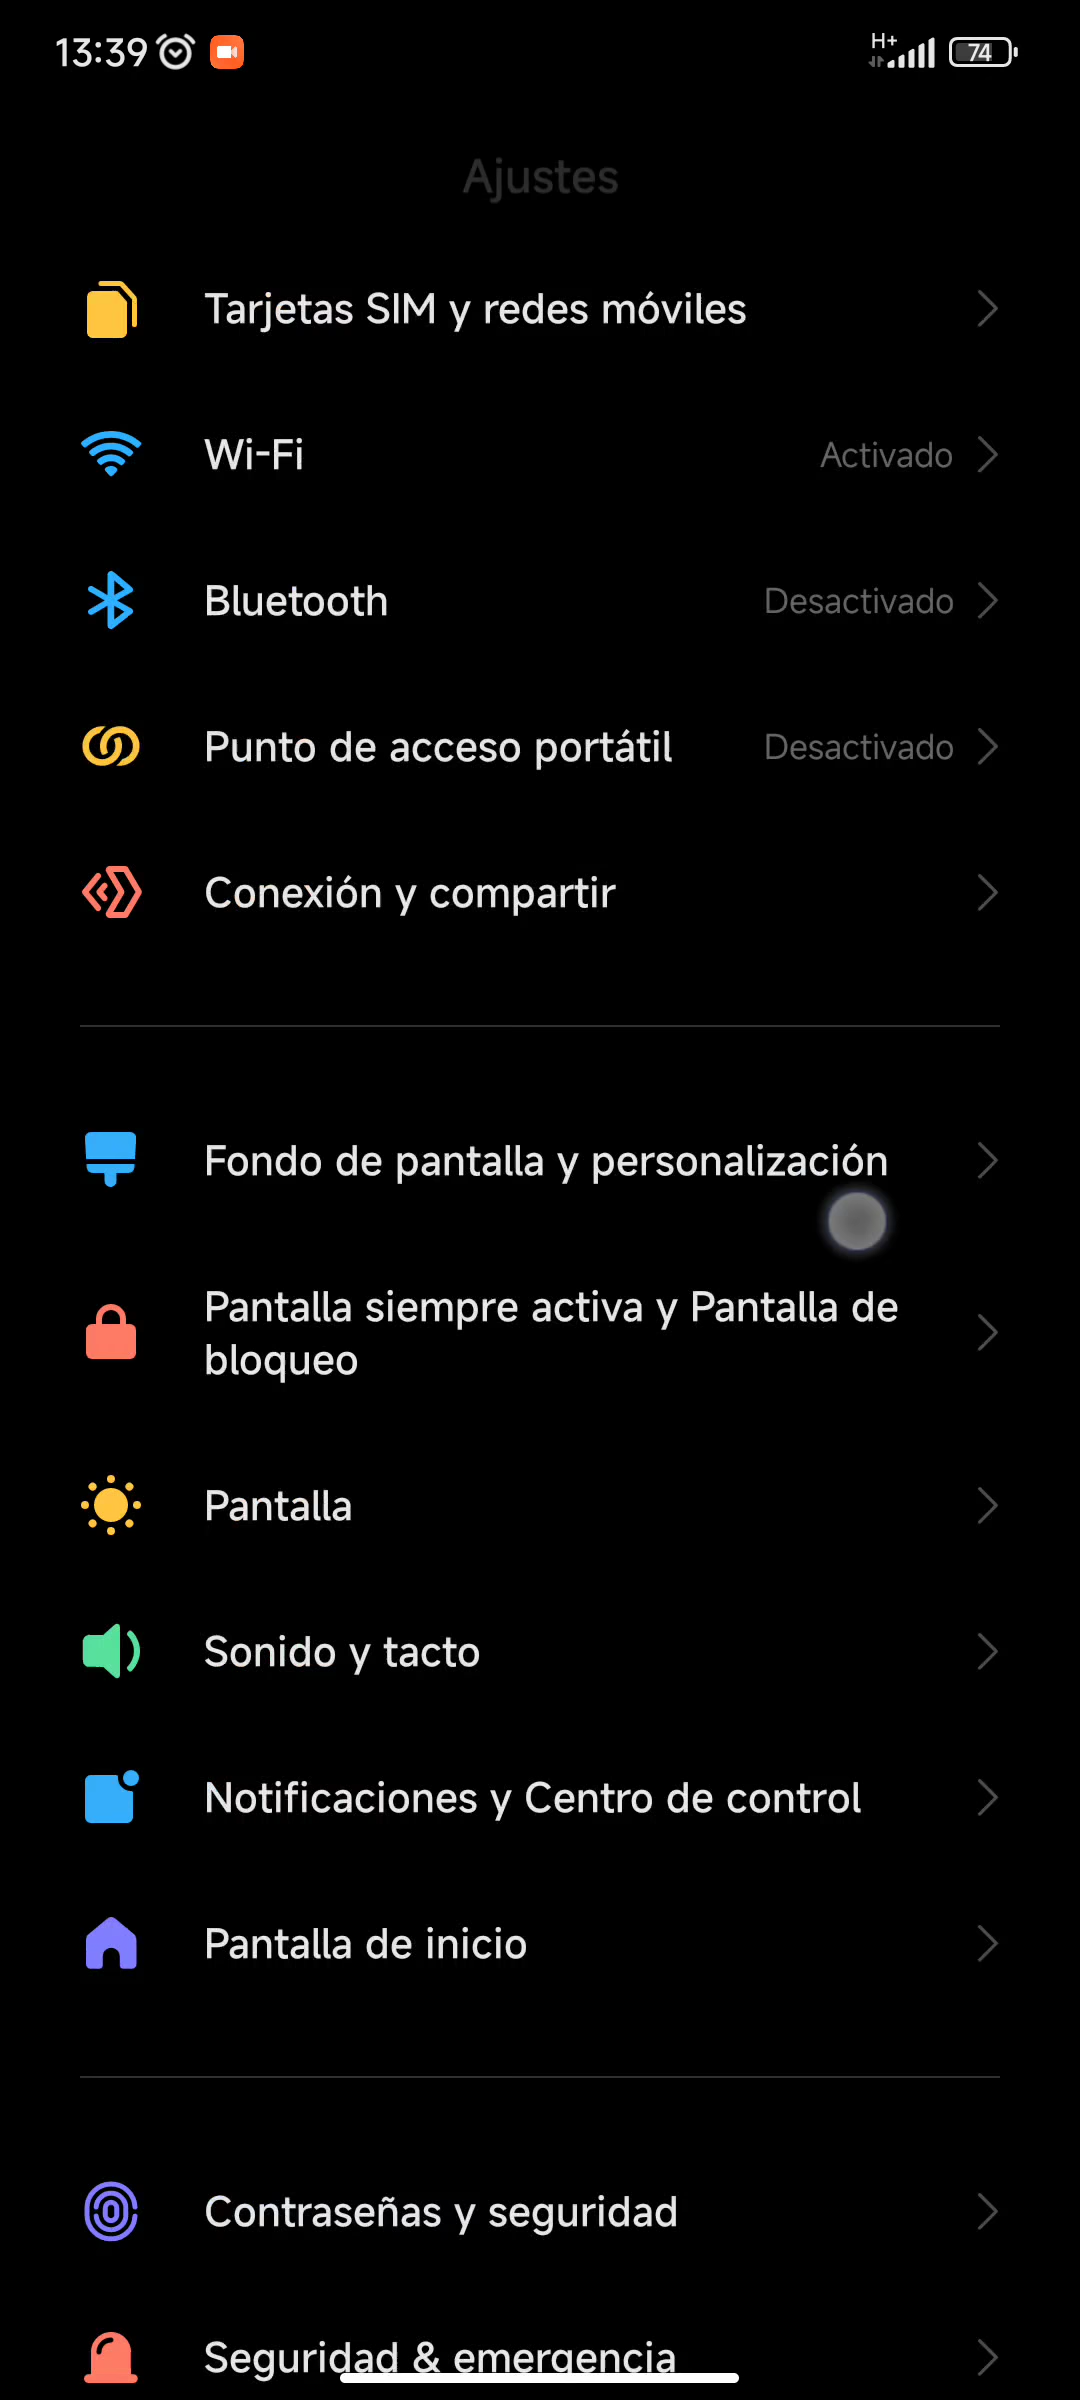 13:39
H+
74
Ajustes
Tarjetas SIM y redes móviles
Wi-Fi
Activado
Bluetooth
Desactivado
Punto de acceso portátil
Desactivado
Conexión y compartir
Fondo de pantalla y personalización
Pantalla siempre activa y Pantalla de
bloqueo
Pantalla
Sonido y tacto
Notificaciones y Centro de control
Pantalla de inicio
Contraseñas y seguridad
Seguridad & emergencia